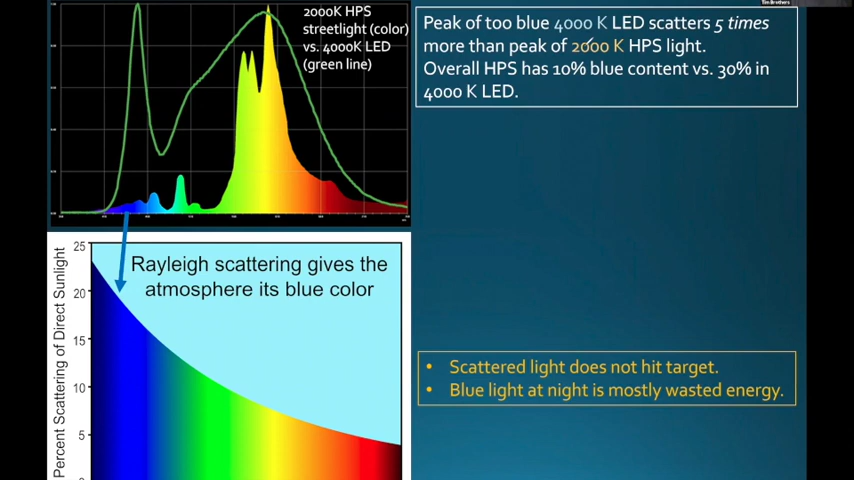 Tim Brothers
2000K HPS
streetlight (color)
vs. 4000K LED
(green line)
Peak of too blue 4000 K LED scatters 5 times
more than peak of 2000 K HPS light.
Overall HPS has 10% blue content vs. 30% in
4000 K LED.
Rayleigh scattering gives the
atmosphere its blue color
Percent Scattering of Direct Sunlight
25
20
15
10
5
0
• Scattered light does not hit target.
• Blue light at night is mostly wasted energy.